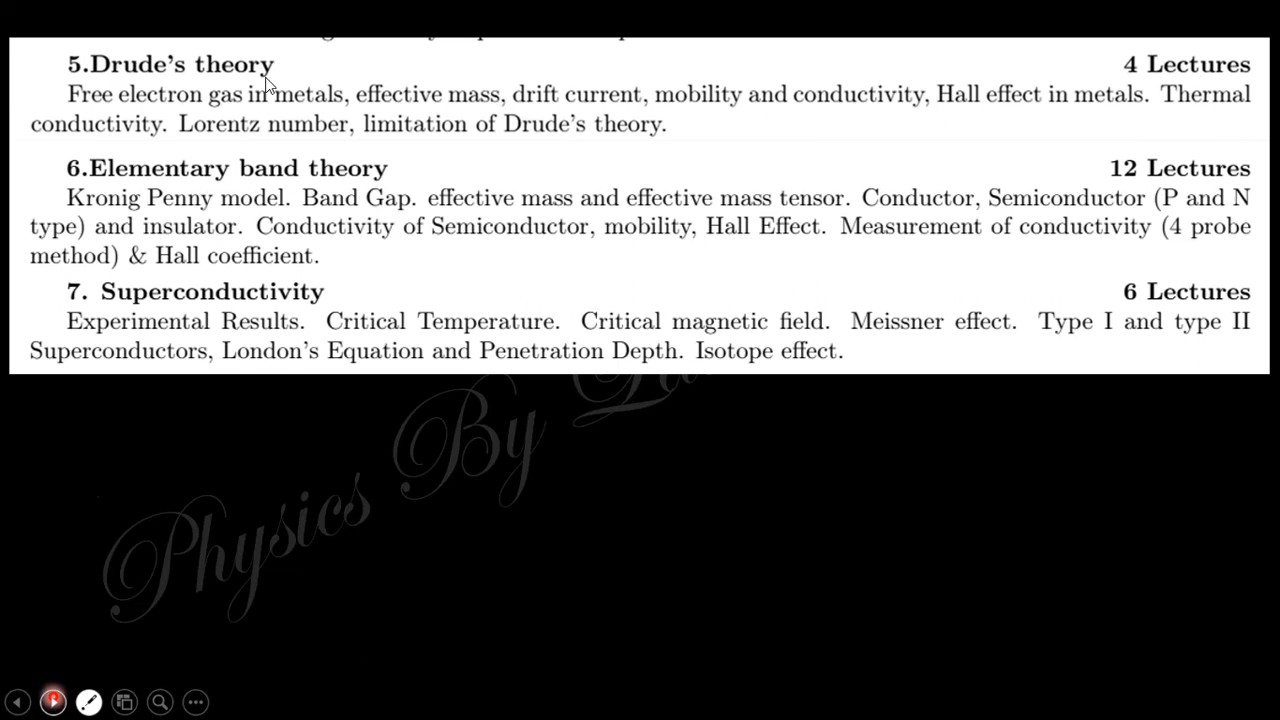 5.Drude's theory 4 Lectures
Free electron gas in metals, effective mass, drift current, mobility and conductivity, Hall effect in metals. Thermal
conductivity. Lorentz number, limitation of Drude's theory.
6.Elementary band theory 12 Lectures
Kronig Penny model. Band Gap. effective mass and effective mass tensor. Conductor, Semiconductor (P and N
type) and insulator. Conductivity of Semiconductor, mobility, Hall Effect. Measurement of conductivity (4 probe
method) & Hall coefficient.
7. Superconductivity 6 Lectures
Experimental Results. Critical Temperature. Critical magnetic field. Meissner effect. Type I and type II
Superconductors, London's Equation and Penetration Depth. Isotope effect.
Physics By